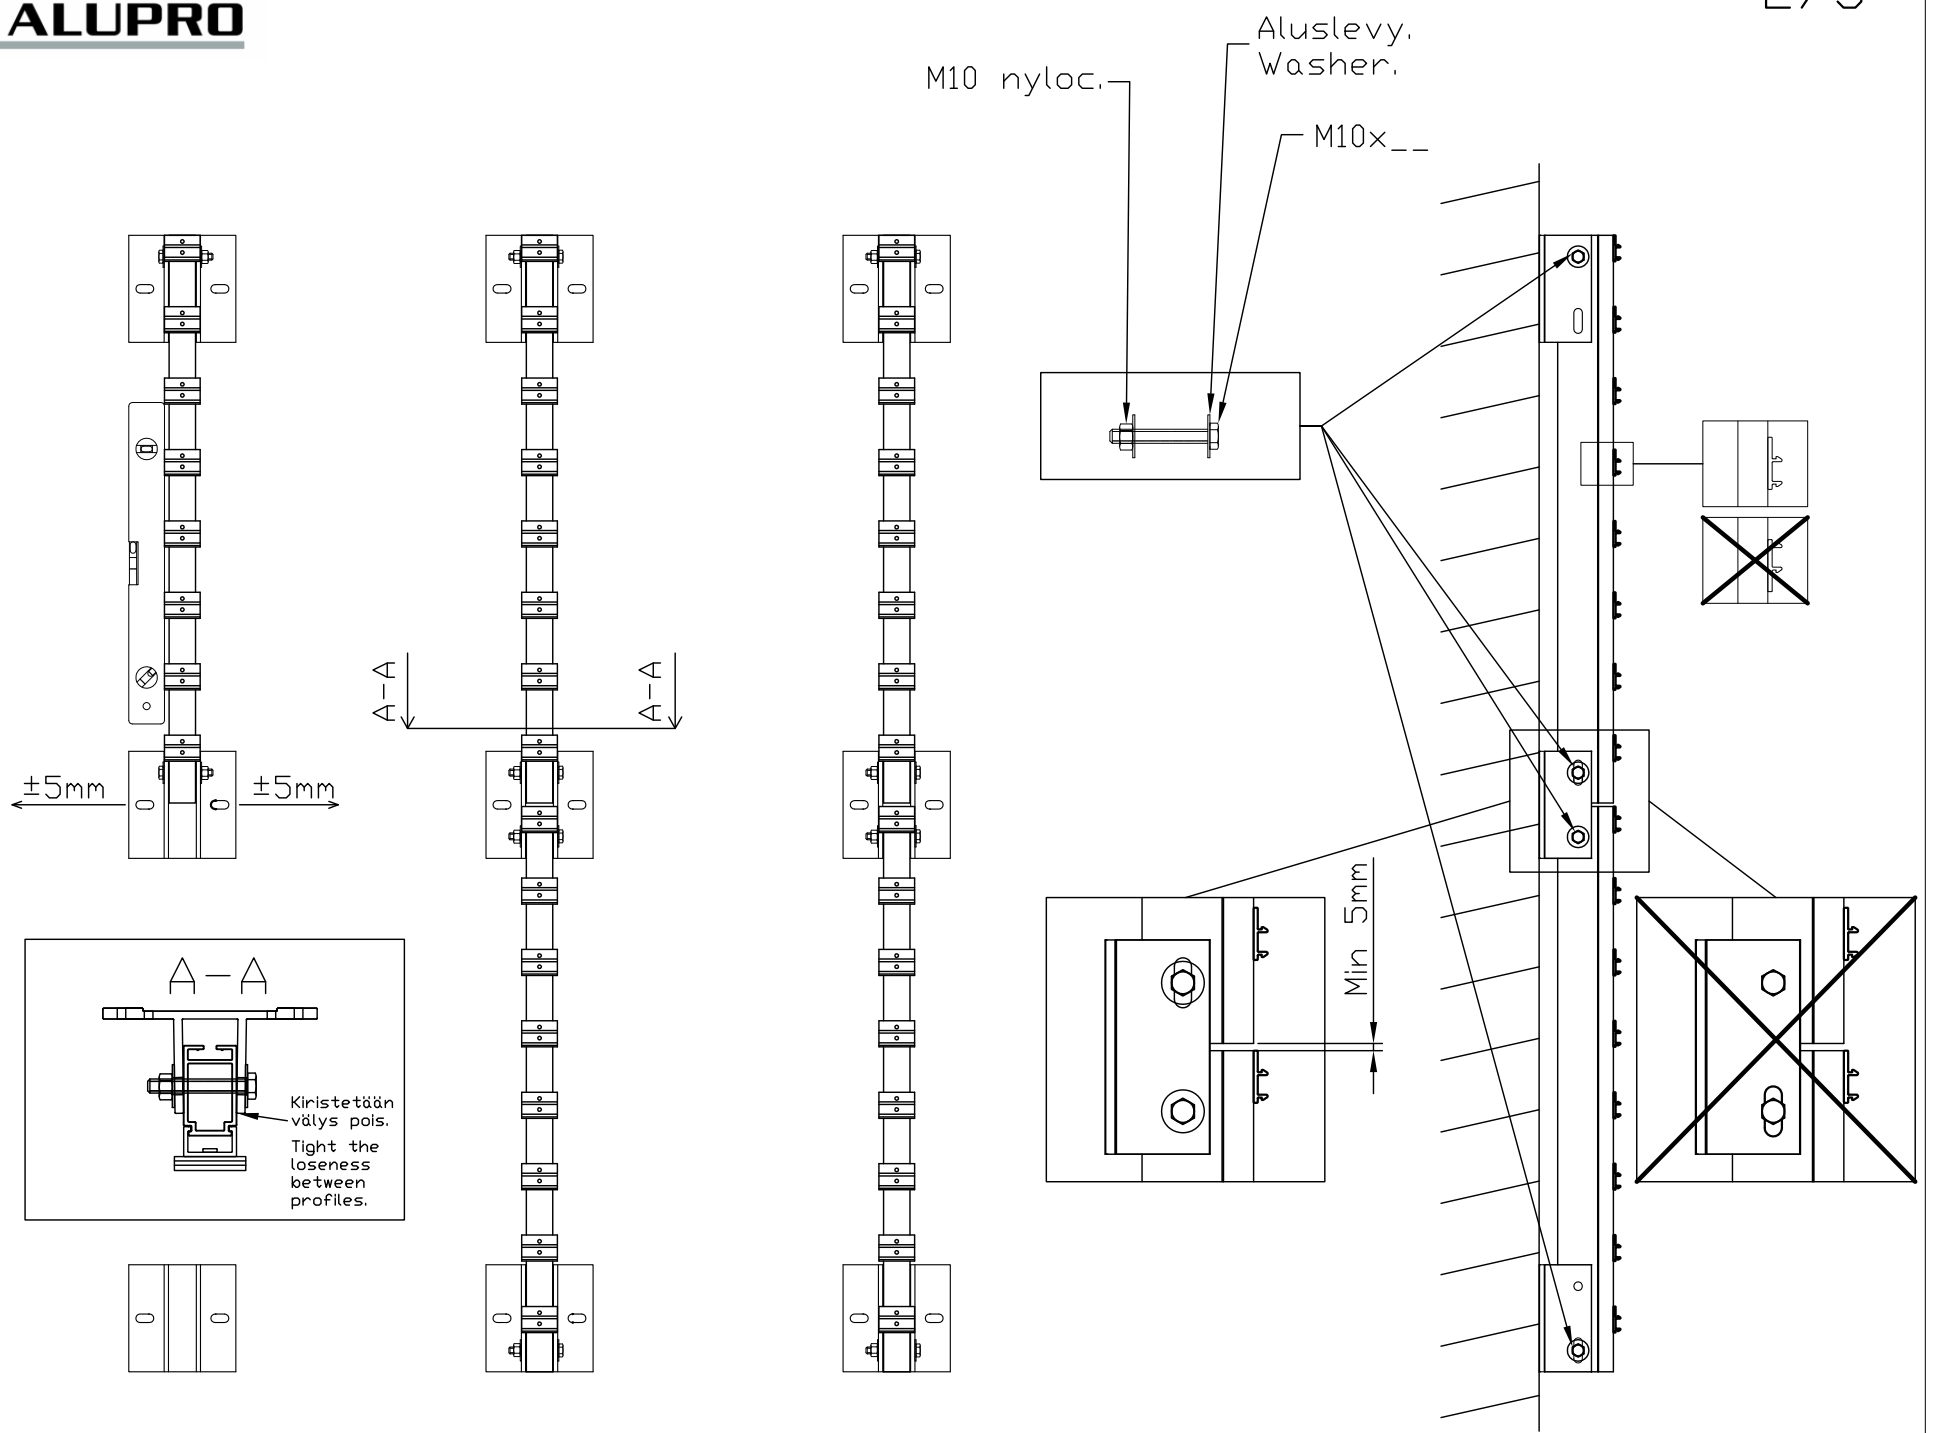 ALUPRO
Aluslevy.
Washer.
M10 nyloc.
M10x__
A-A
A-A
±5mm
±5mm
Min 5mm
A-A
Kiristetään
välys pois.
Tight the
loseness
between
profiles.